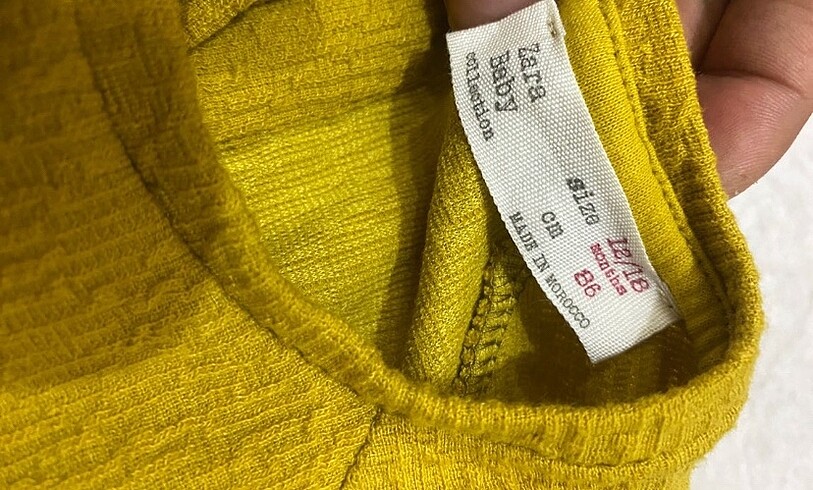 Zara
Baby
collection
size 12/18
months
cm 86
MADE IN MOROCCO